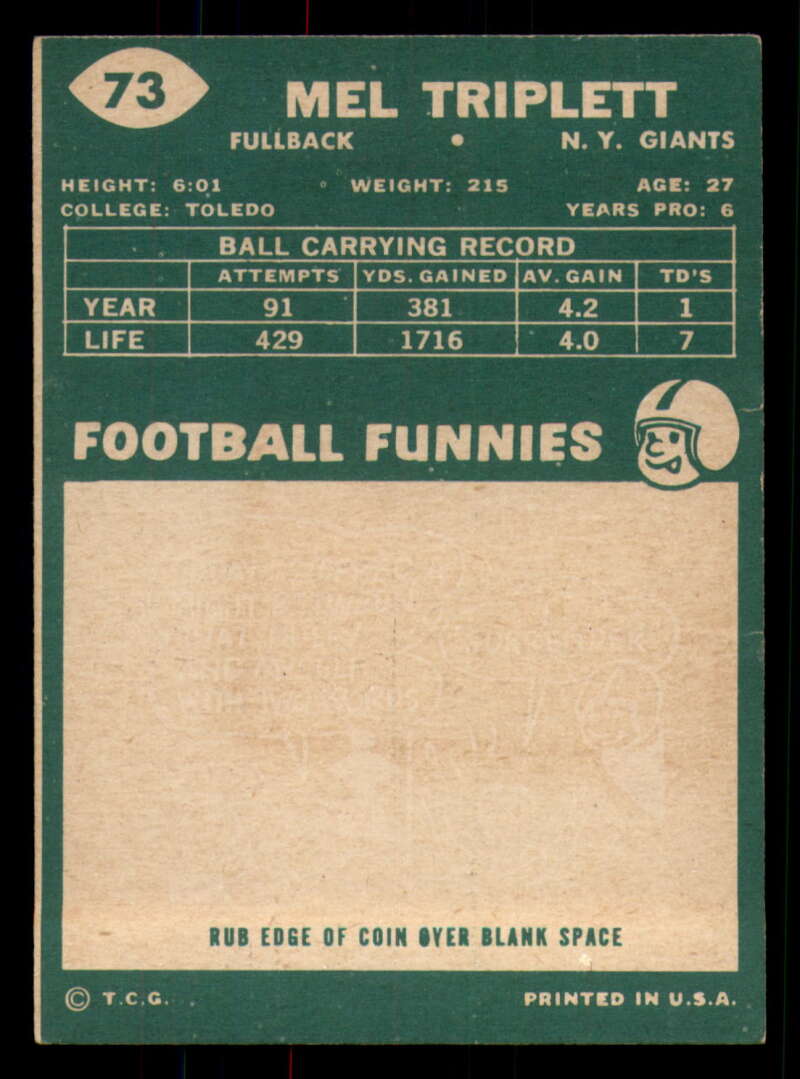 73
MEL TRIPLETT
FULLBACK • N. Y. GIANTS
HEIGHT: 6:01 WEIGHT: 215 AGE: 27
COLLEGE: TOLEDO YEARS PRO: 6
BALL CARRYING RECORD
ATTEMPTS YDS. GAINED AV. GAIN TD'S
YEAR 91 381 4.2 1
LIFE 429 1716 4.0 7
FOOTBALL FUNNIES
RUB EDGE OF COIN OVER BLANK SPACE
© T.C.G. PRINTED IN U.S.A.